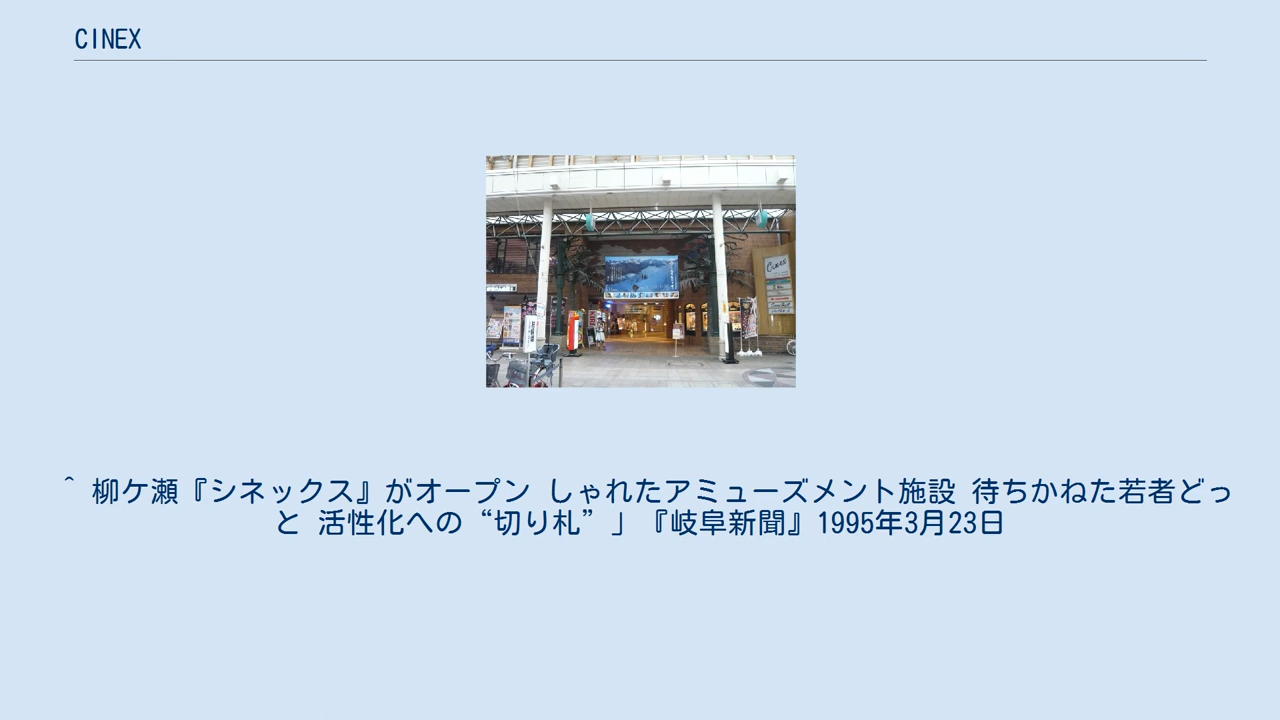 CINEX
CINEX
^ 柳ケ瀬『シネックス』がオープン しゃれたアミューズメント施設 待ちかねた若者どっ
と 活性化への“切り札”」『岐阜新聞』1995年3月23日